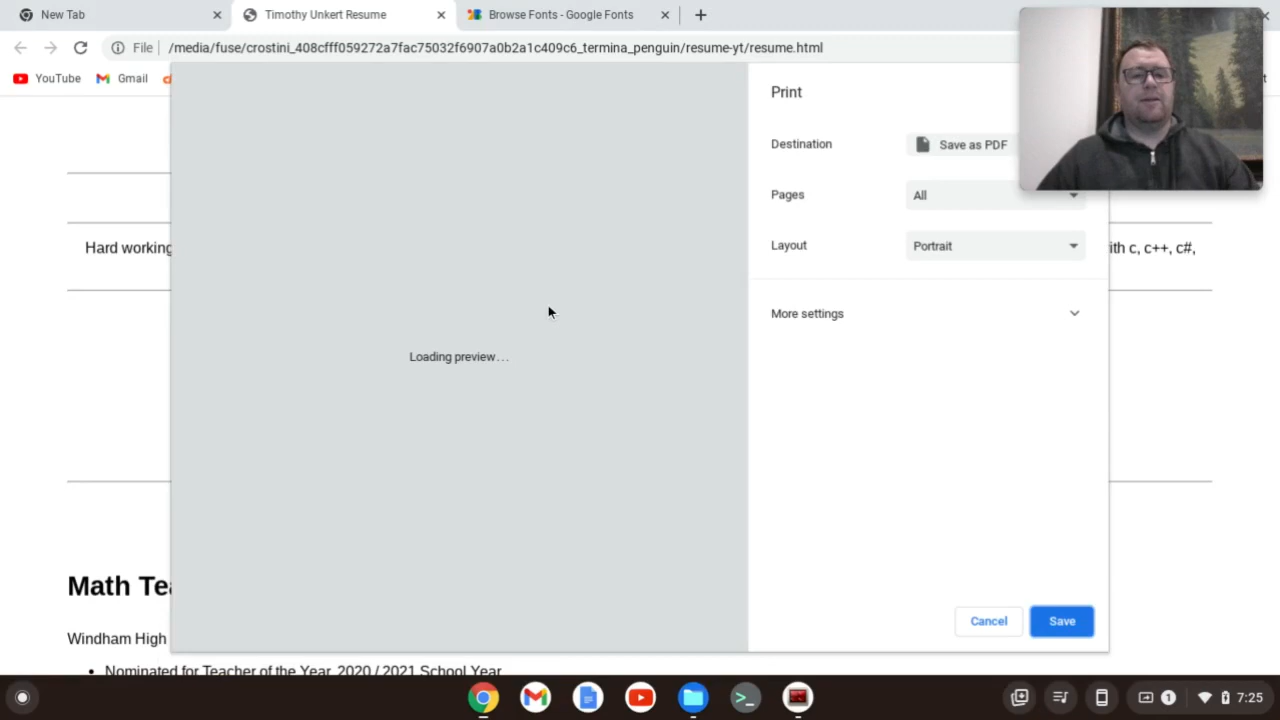 New Tab
Timothy Unkert Resume
Browse Fonts - Google Fonts
File
/media/fuse/crostini_408cfff059272a7fac75032f6907a0b2a1c409c6_termina_penguin/resume-yt/resume.html
YouTube
Gmail
Print
Destination
Save as PDF
Pages
All
Layout
Portrait
Hard working
ith c, c++, c#,
More settings
Loading preview...
Math Tea
Windham High
Nominated for Teacher of the Year, 2020 / 2021 School Year
Cancel
Save
1
7:25